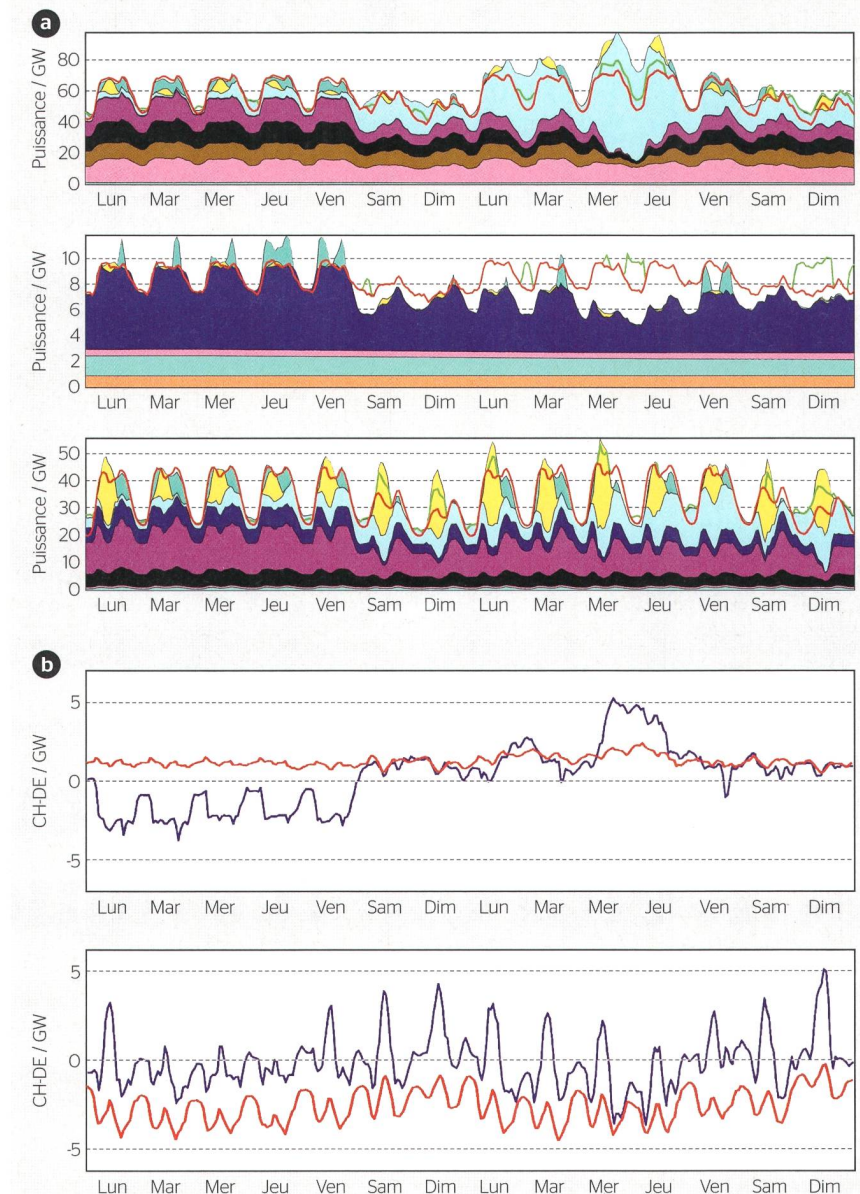 a
Puissance / GW
80
60
40
20
0
Lun Mar Mer Jeu Ven Sam Dim Lun Mar Mer Jeu Ven Sam Dim
Puissance / GW
10
8
6
4
2
0
Lun Mar Mer Jeu Ven Sam Dim Lun Mar Mer Jeu Ven Sam Dim
Puissance / GW
50
40
30
20
10
0
Lun Mar Mer Jeu Ven Sam Dim Lun Mar Mer Jeu Ven Sam Dim
b
CH-DE / GW
5
0
-5
Lun Mar Mer Jeu Ven Sam Dim Lun Mar Mer Jeu Ven Sam Dim
CH-DE / GW
5
0
-5
Lun Mar Mer Jeu Ven Sam Dim Lun Mar Mer Jeu Ven Sam Dim